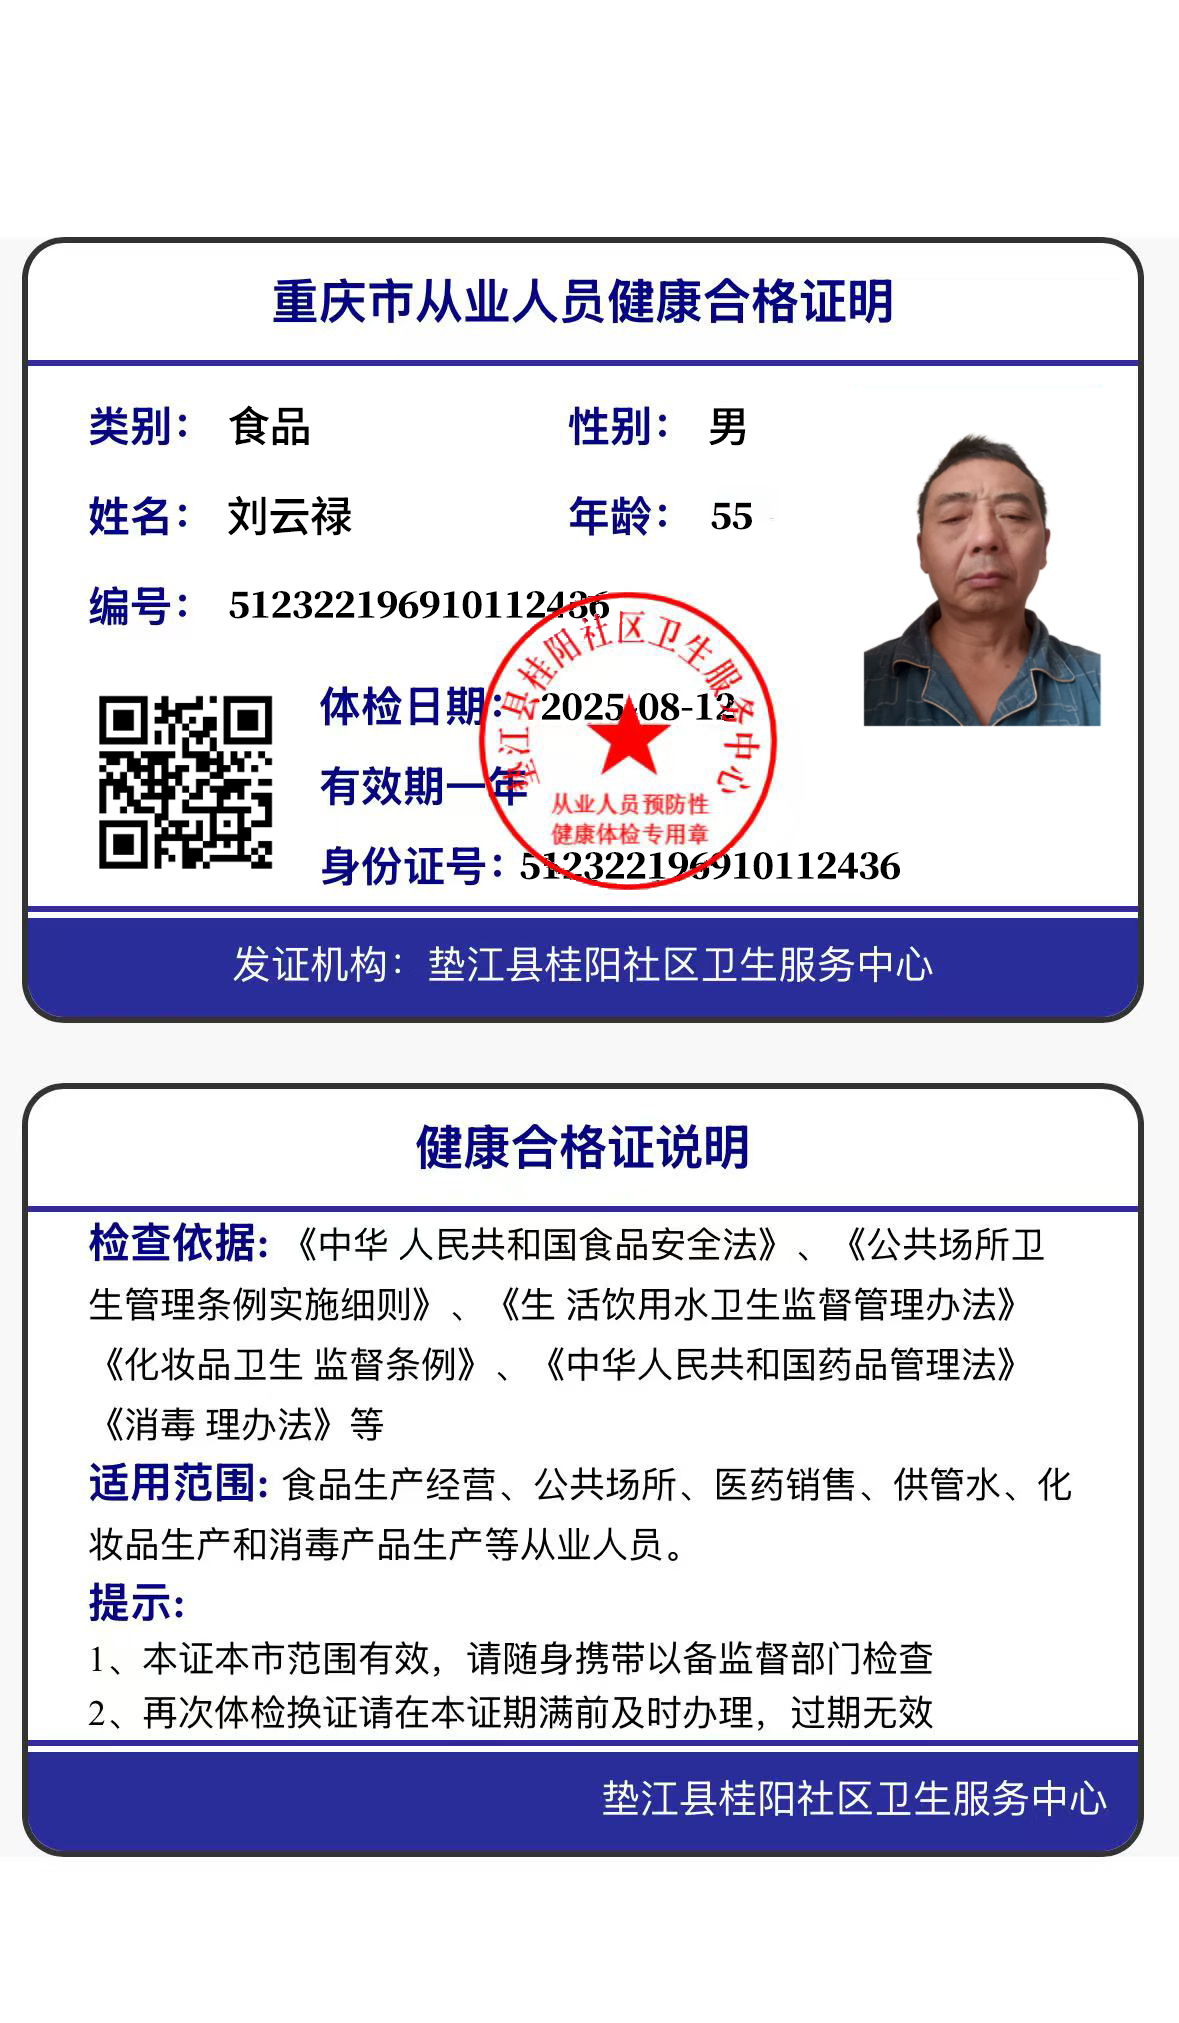 重庆市从业人员健康合格证明
类别： 食品 性别： 男
姓名： 刘云禄 年龄： 55
编号： 512322196910112436
体检日期： 2025-08-12
有效期一年
身份证号：512322196910112436
垫江县桂阳社区卫生服务中心
从业人员预防性
健康体检专用章
发证机构：垫江县桂阳社区卫生服务中心
健康合格证说明
检查依据:《中华 人民共和国食品安全法》、《公共场所卫
生管理条例实施细则》、《生 活饮用水卫生监督管理办法》
《化妆品卫生 监督条例》、《中华人民共和国药品管理法》
《消毒 理办法》等
适用范围: 食品生产经营、公共场所、医药销售、供管水、化
妆品生产和消毒产品生产等从业人员。
提示:
1、本证本市范围有效，请随身携带以备监督部门检查
2、再次体检换证请在本证期满前及时办理，过期无效
垫江县桂阳社区卫生服务中心